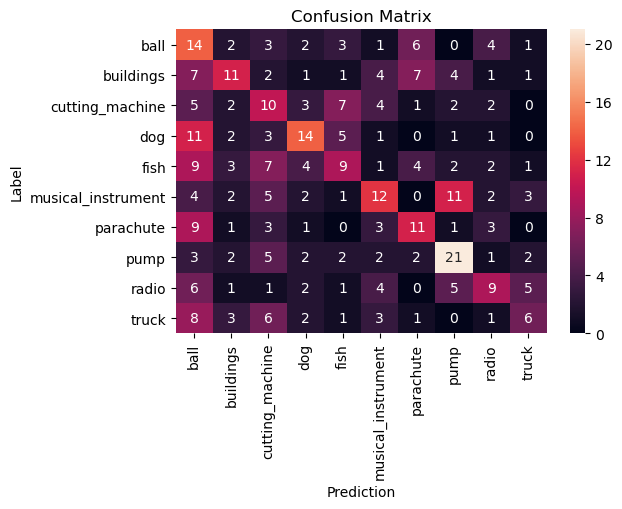 Confusion Matrix
ball 14 2 3 2 3 1 6 0 4 1
buildings 7 11 2 1 1 4 7 4 1 1
cutting_machine 5 2 10 3 7 4 1 2 2 0
dog 11 2 3 14 5 1 0 1 1 0
fish 9 3 7 4 9 1 4 2 2 1
musical_instrument 4 2 5 2 1 12 0 11 2 3
parachute 9 1 3 1 0 3 11 1 3 0
pump 3 2 5 2 2 2 2 21 1 2
radio 6 1 1 2 1 4 0 5 9 5
truck 8 3 6 2 1 3 1 0 1 6
ball buildings cutting_machine dog fish musical_instrument parachute pump radio truck
Prediction
Label
20
16
12
8
4
0